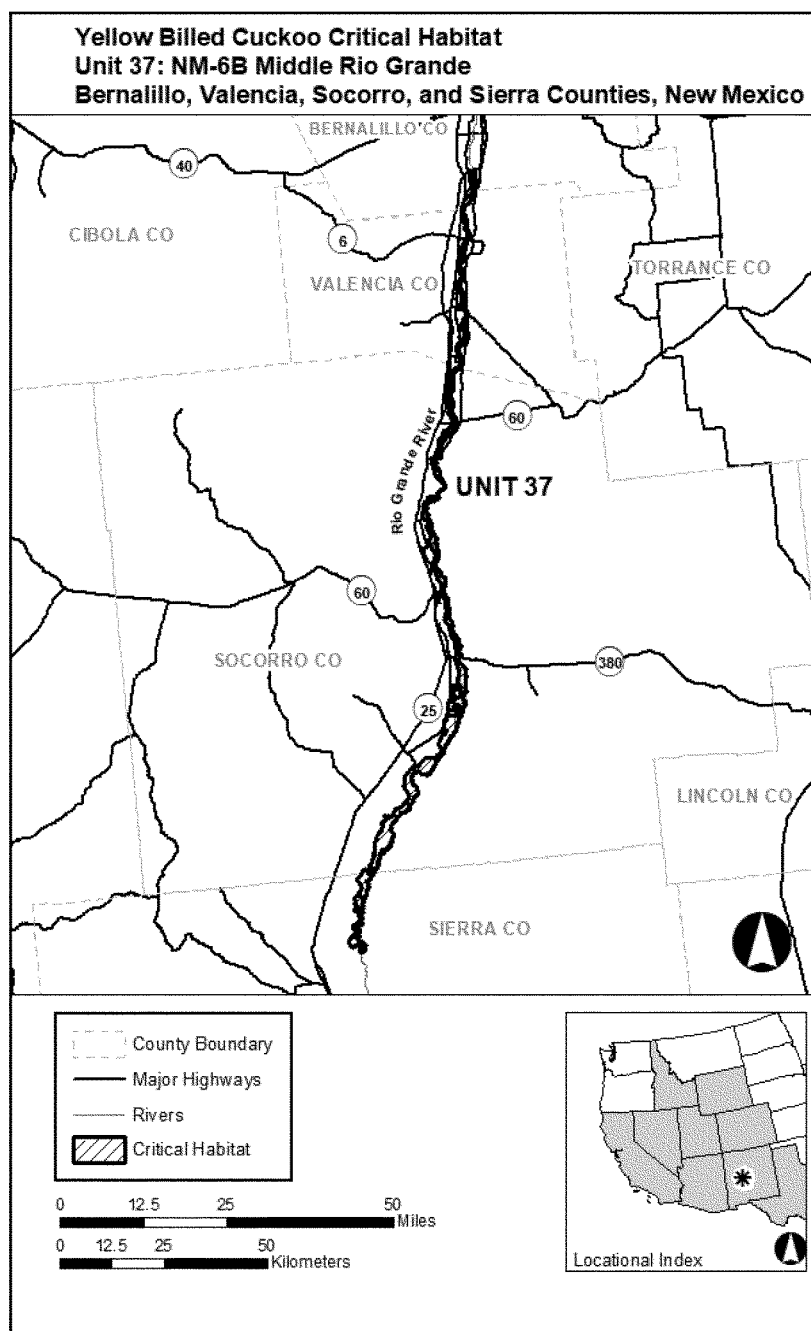 Yellow Billed Cuckoo Critical Habitat
Unit 37: NM-6B Middle Rio Grande
Bernalillo, Valencia, Socorro, and Sierra Counties, New Mexico
BERNALILLO CO
40
CIBOLA CO
6
VALENCIA CO
TORRANCE CO
60
Rio Grande River
UNIT 37
60
SOCORRO CO
380
25
LINCOLN CO
SIERRA CO
County Boundary
Major Highways
Rivers
Critical Habitat
0 12.5 25 50
Miles
0 12.5 25 50
Kilometers
Locational Index